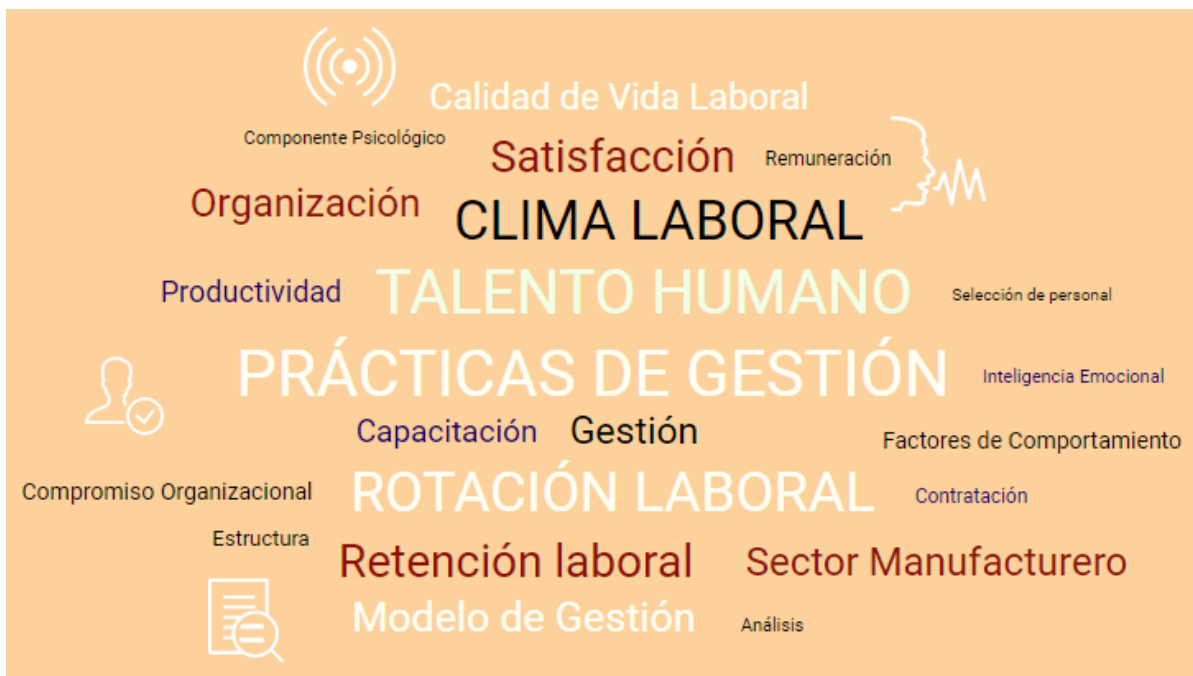 Calidad de Vida Laboral
Componente Psicológico
Satisfacción
Remuneración
Organización
CLIMA LABORAL
Productividad
TALENTO HUMANO
Selección de personal
PRÁCTICAS DE GESTIÓN
Inteligencia Emocional
Capacitación
Gestión
Factores de Comportamiento
Compromiso Organizacional
ROTACIÓN LABORAL
Contratación
Estructura
Retención laboral
Sector Manufacturero
Modelo de Gestión
Análisis